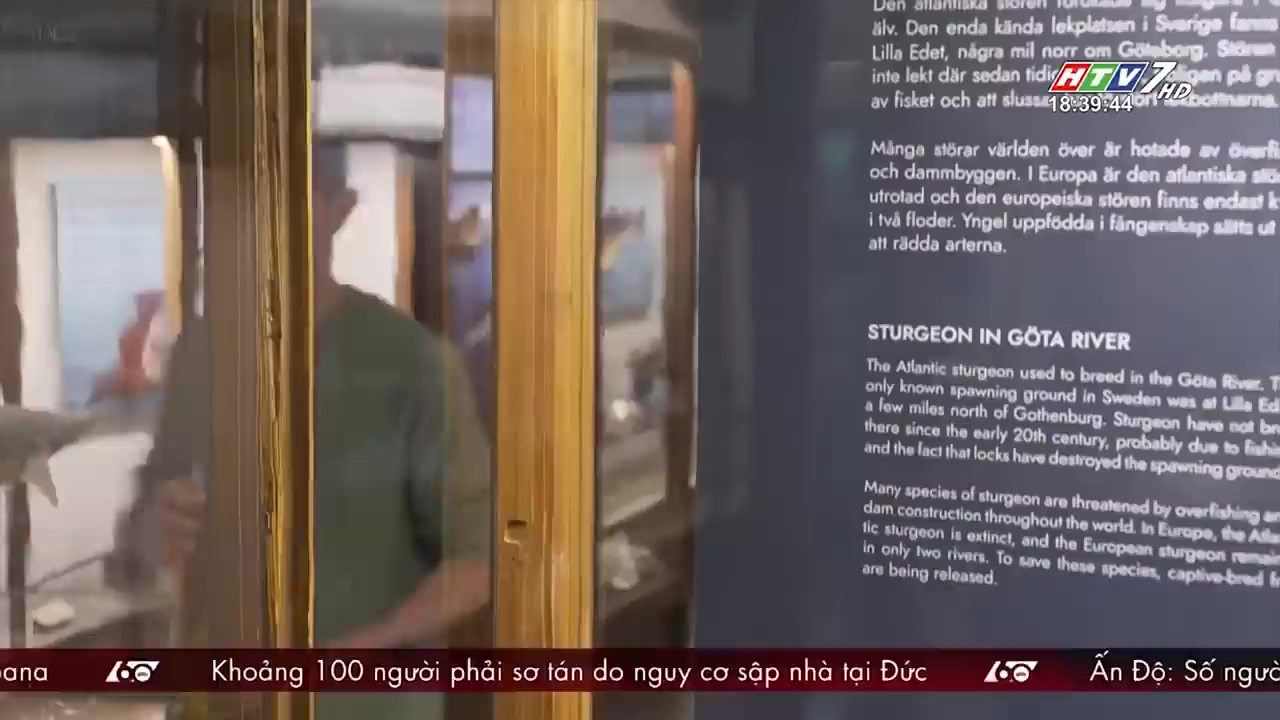 Den atlantiska stören
älv. Den enda kända lekplatsen i Sverige fanns
Lilla Edet, några mil norr om Göteborg. Stören
inte lekt där sedan
av fisket och att
Många störar världen över är hotade av
och dammbyggen. I Europa är den atlantiska
utrotad och den europeiska stören finns endast
i två floder. Yngel uppfödda i fångenskap sätts ut
att rädda arterna.
HTV7 HD
18:39:44
STURGEON IN GÖTA RIVER
The Atlantic sturgeon used to breed in the Göta River.
only known spawning ground in Sweden was at Lilla
a few miles north of Gothenburg. Sturgeon have not
there since the early 20th century, probably due to
and the fact that locks have destroyed the spawning
Many species of sturgeon are threatened by overfishing
dam construction throughout the world. In Europe, the
tic sturgeon is extinct, and the European sturgeon
in only two rivers. To save these species, captive-bred
are being released.
60 Khoảng 100 người phải sơ tán do nguy cơ sập nhà tại Đức 60 Ấn Độ: Số